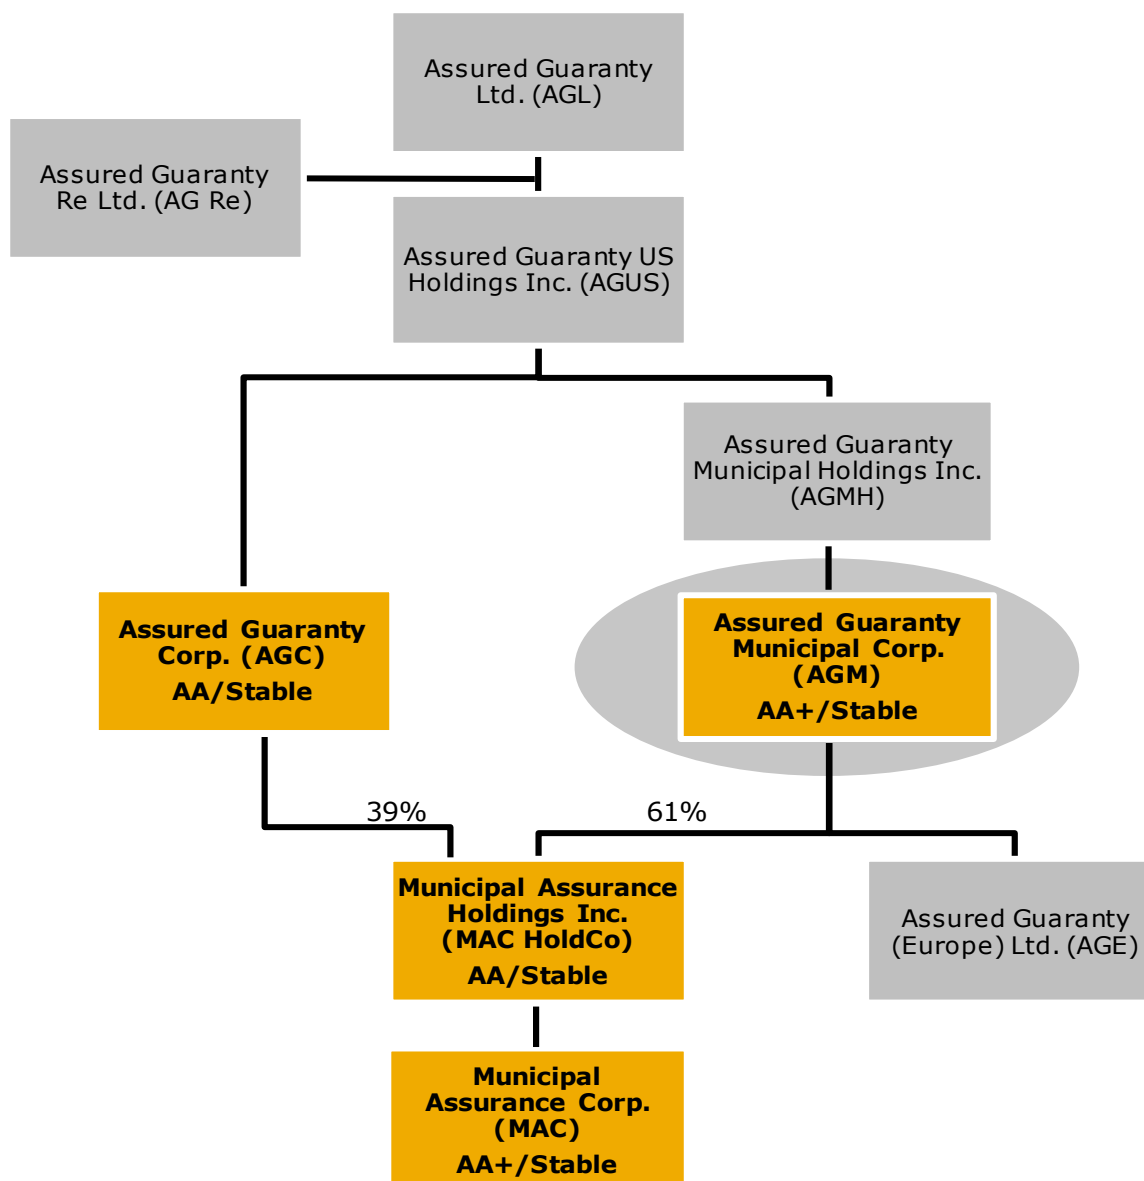 Assured Guaranty
Ltd. (AGL)
Assured Guaranty
Re Ltd. (AG Re)
Assured Guaranty US
Holdings Inc. (AGUS)
Assured Guaranty
Municipal Holdings Inc.
(AGMH)
Assured Guaranty
Corp. (AGC)
AA/Stable
Assured Guaranty
Municipal Corp.
(AGM)
AA+/Stable
39%
61%
Municipal Assurance
Holdings Inc.
(MAC HoldCo)
AA/Stable
Assured Guaranty
(Europe) Ltd. (AGE)
Municipal
Assurance Corp.
(MAC)
AA+/Stable